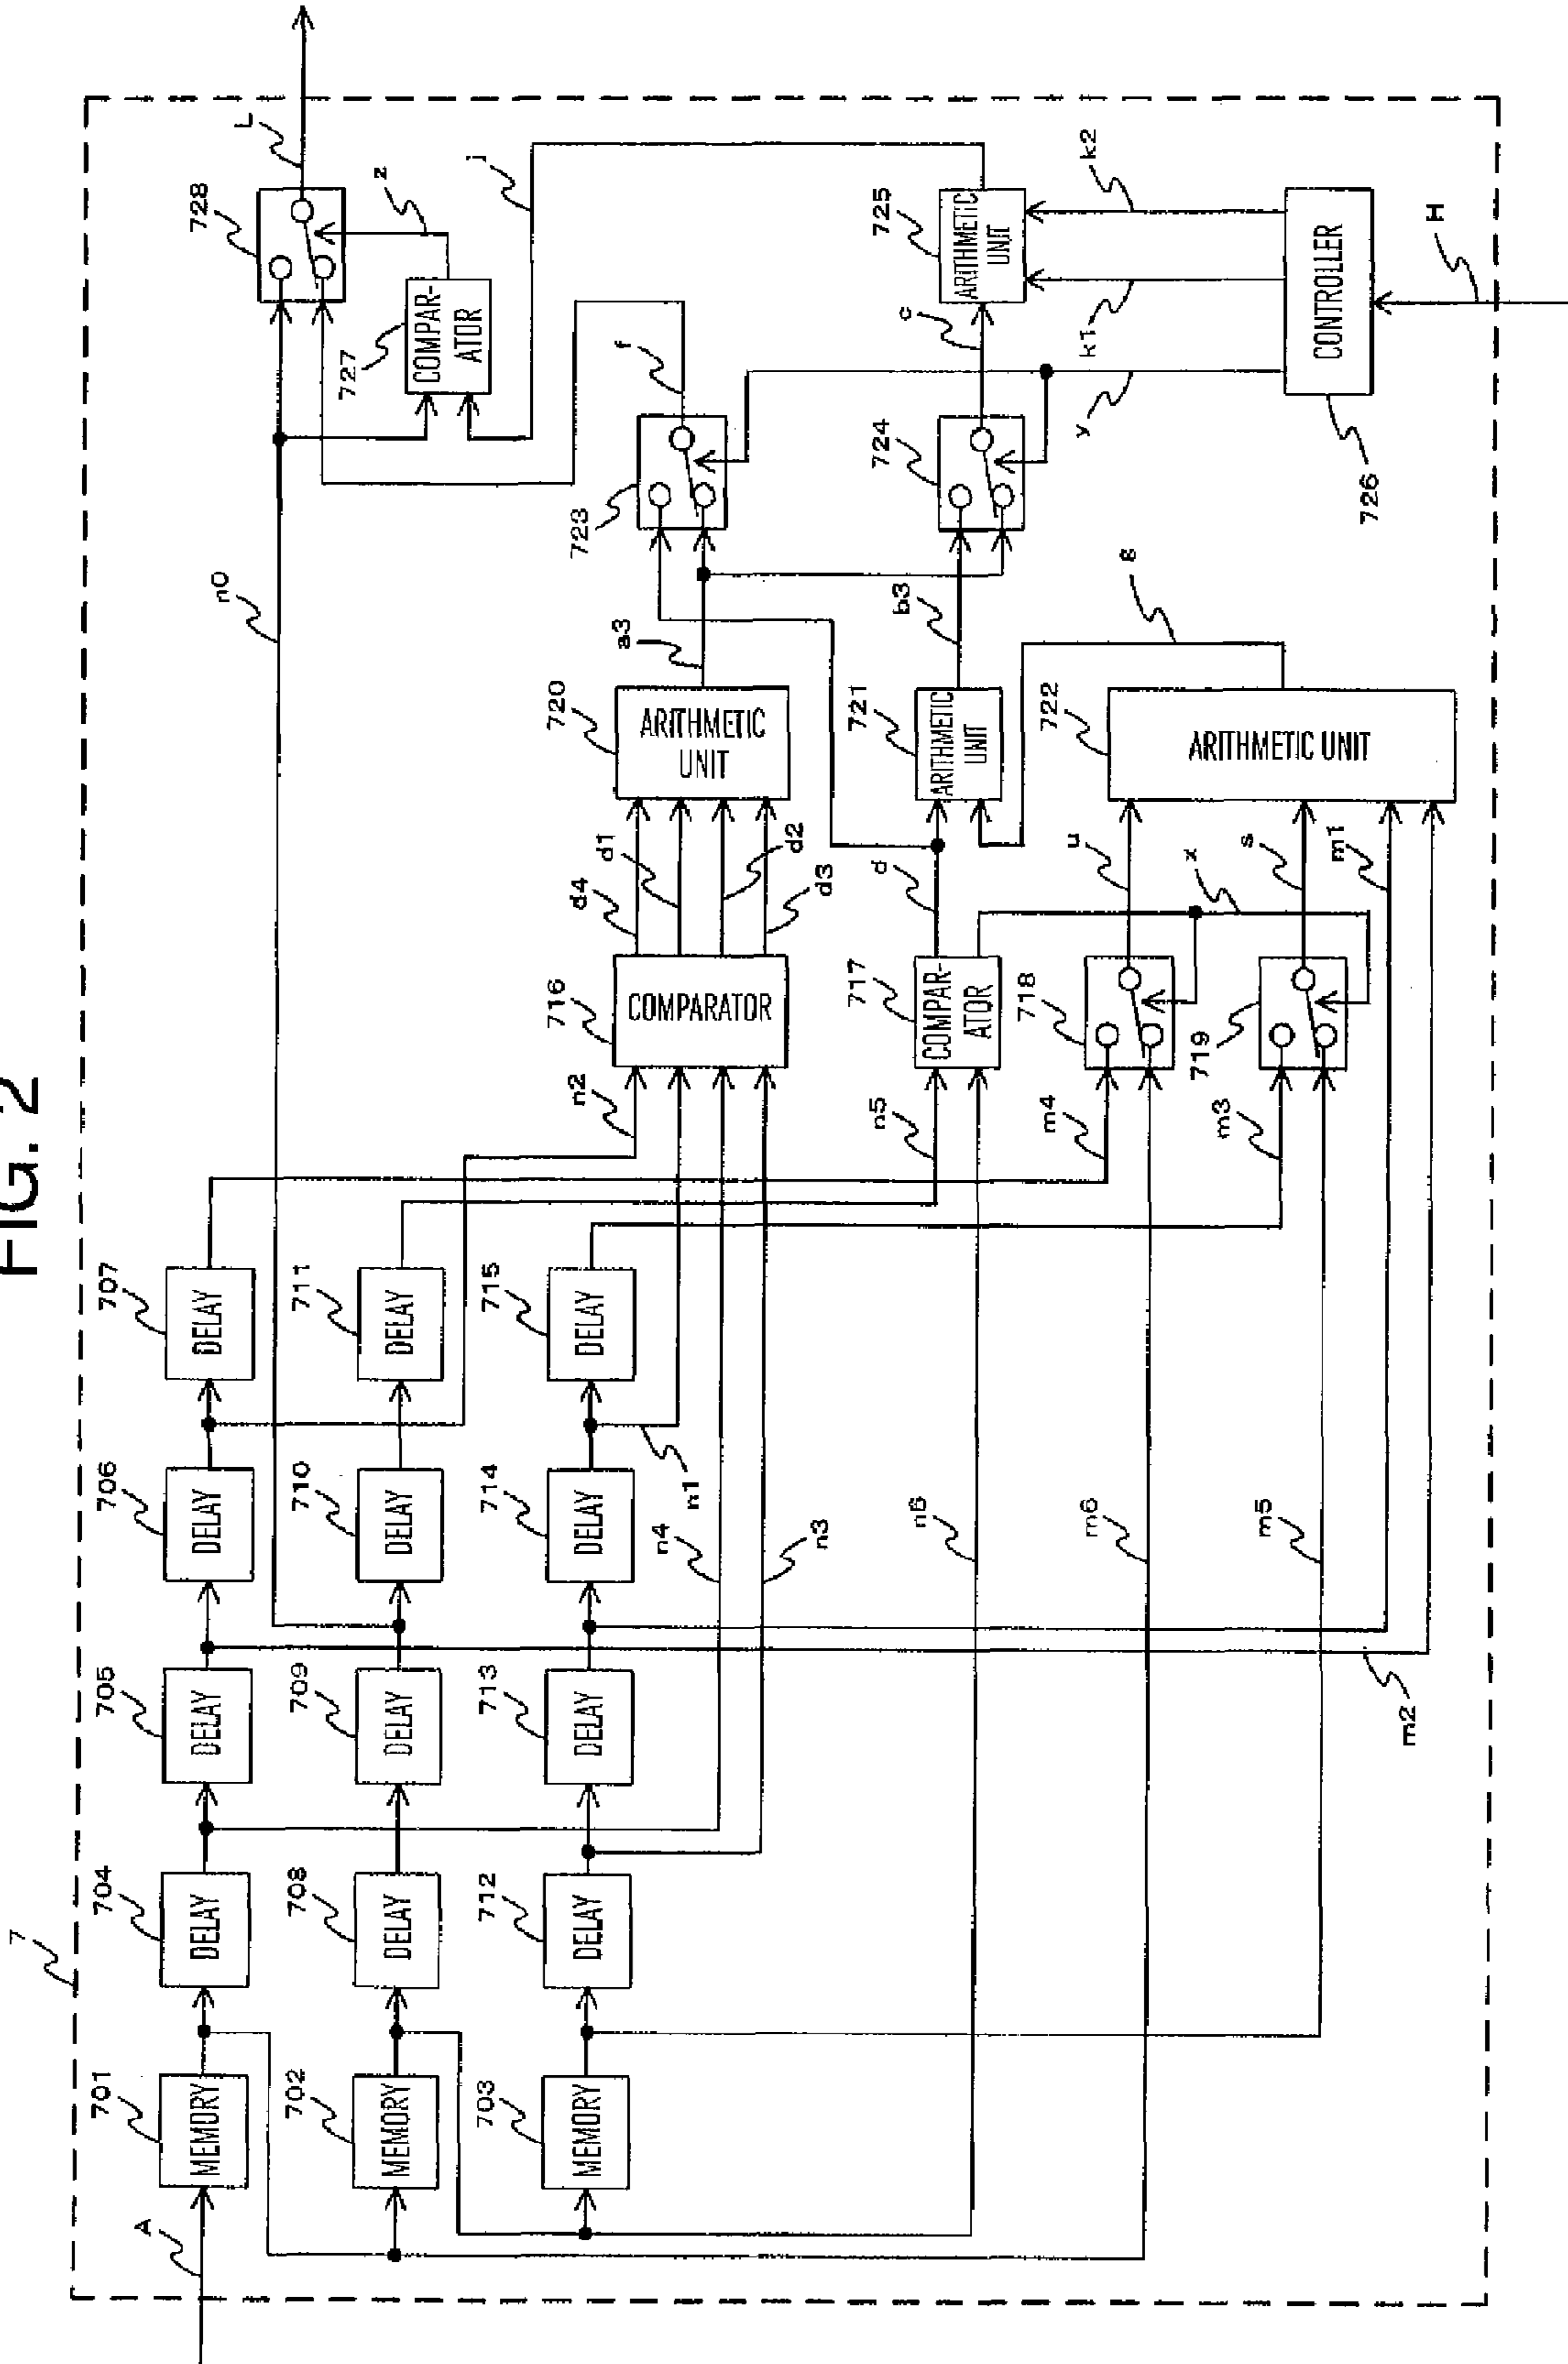 FIG. 2
7
A
701
MEMORY
702
MEMORY
703
MEMORY
704
DELAY
705
DELAY
706
DELAY
707
DELAY
708
DELAY
709
DELAY
710
DELAY
711
DELAY
712
DELAY
713
DELAY
714
DELAY
715
DELAY
n0
n1
n2
n3
n4
n5
n6
m1
m2
m3
m4
m5
m6
716
COMPARATOR
717
COMPAR-
ATOR
718
719
d4
d1
d2
d3
d
x
u
s
720
ARITHMETIC
UNIT
721
ARITHMETIC
UNIT
722
ARITHMETIC UNIT
a3
b3
g
723
724
f
c
y
k1
k2
725
ARITHMETIC
UNIT
726
CONTROLLER
H
j
727
COMPAR-
ATOR
z
728
L